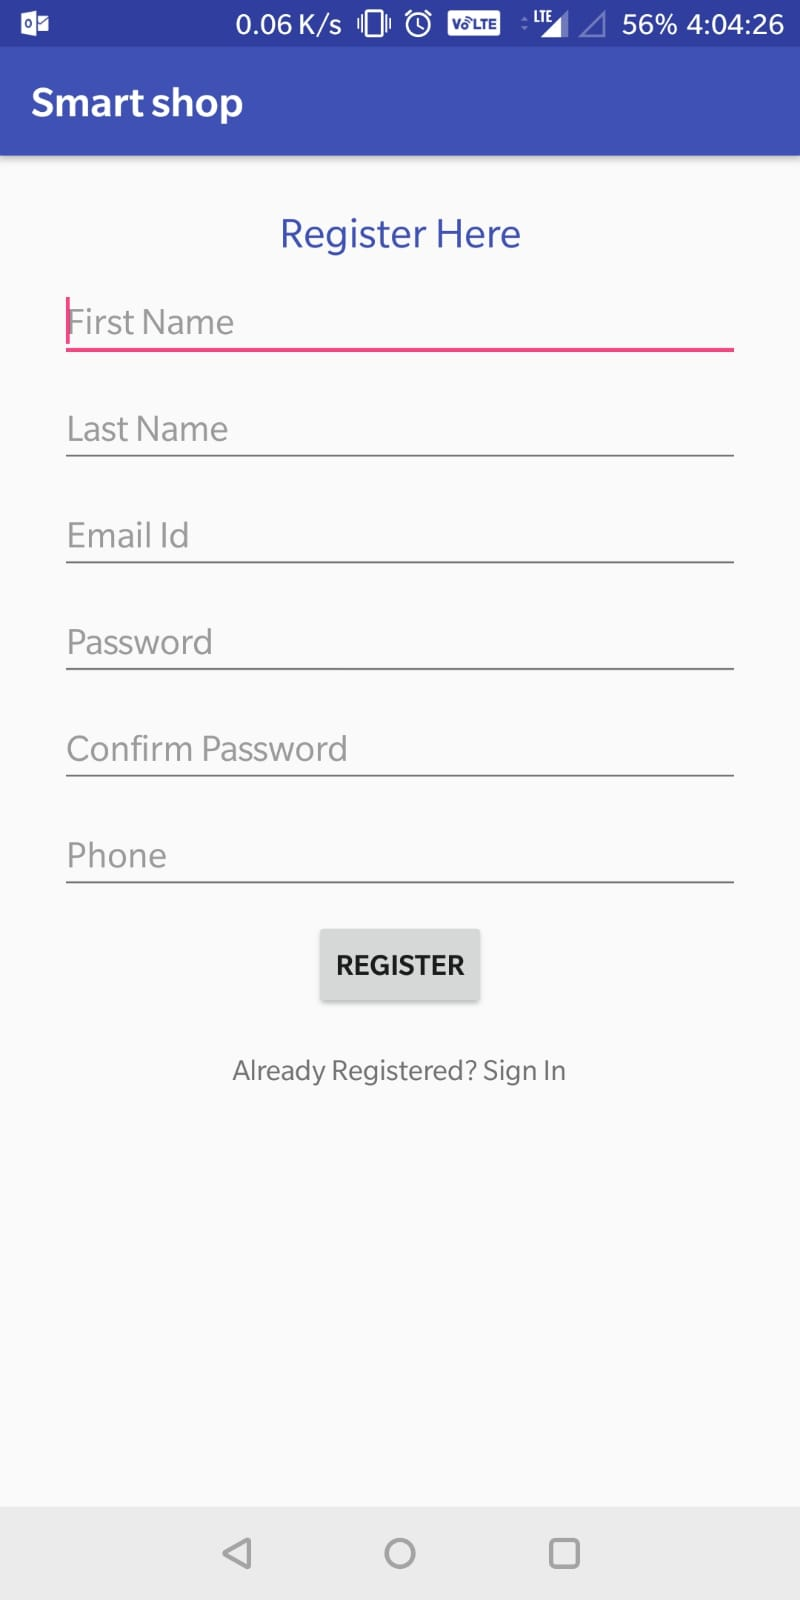 0.06 K/s VoLTE LTE 56% 4:04:26
Smart shop
Register Here
First Name
Last Name
Email Id
Password
Confirm Password
Phone
REGISTER
Already Registered? Sign In